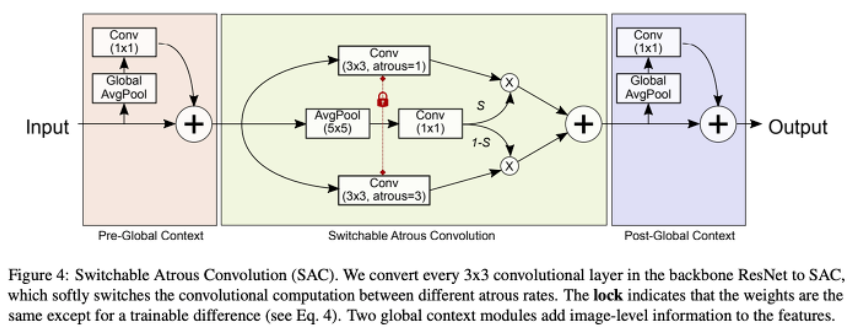 Conv
(1x1)
Global
AvgPool
Input
+
Pre-Global Context
Conv
(3x3, atrous=1)
AvgPool
(5x5)
Conv
(1x1)
S
1-S
X
X
Conv
(3x3, atrous=3)
+
Switchable Atrous Convolution
Conv
(1x1)
Global
AvgPool
+
Output
Post-Global Context
Figure 4: Switchable Atrous Convolution (SAC). We convert every 3x3 convolutional layer in the backbone ResNet to SAC,
which softly switches the convolutional computation between different atrous rates. The lock indicates that the weights are the
same except for a trainable difference (see Eq. 4). Two global context modules add image-level information to the features.